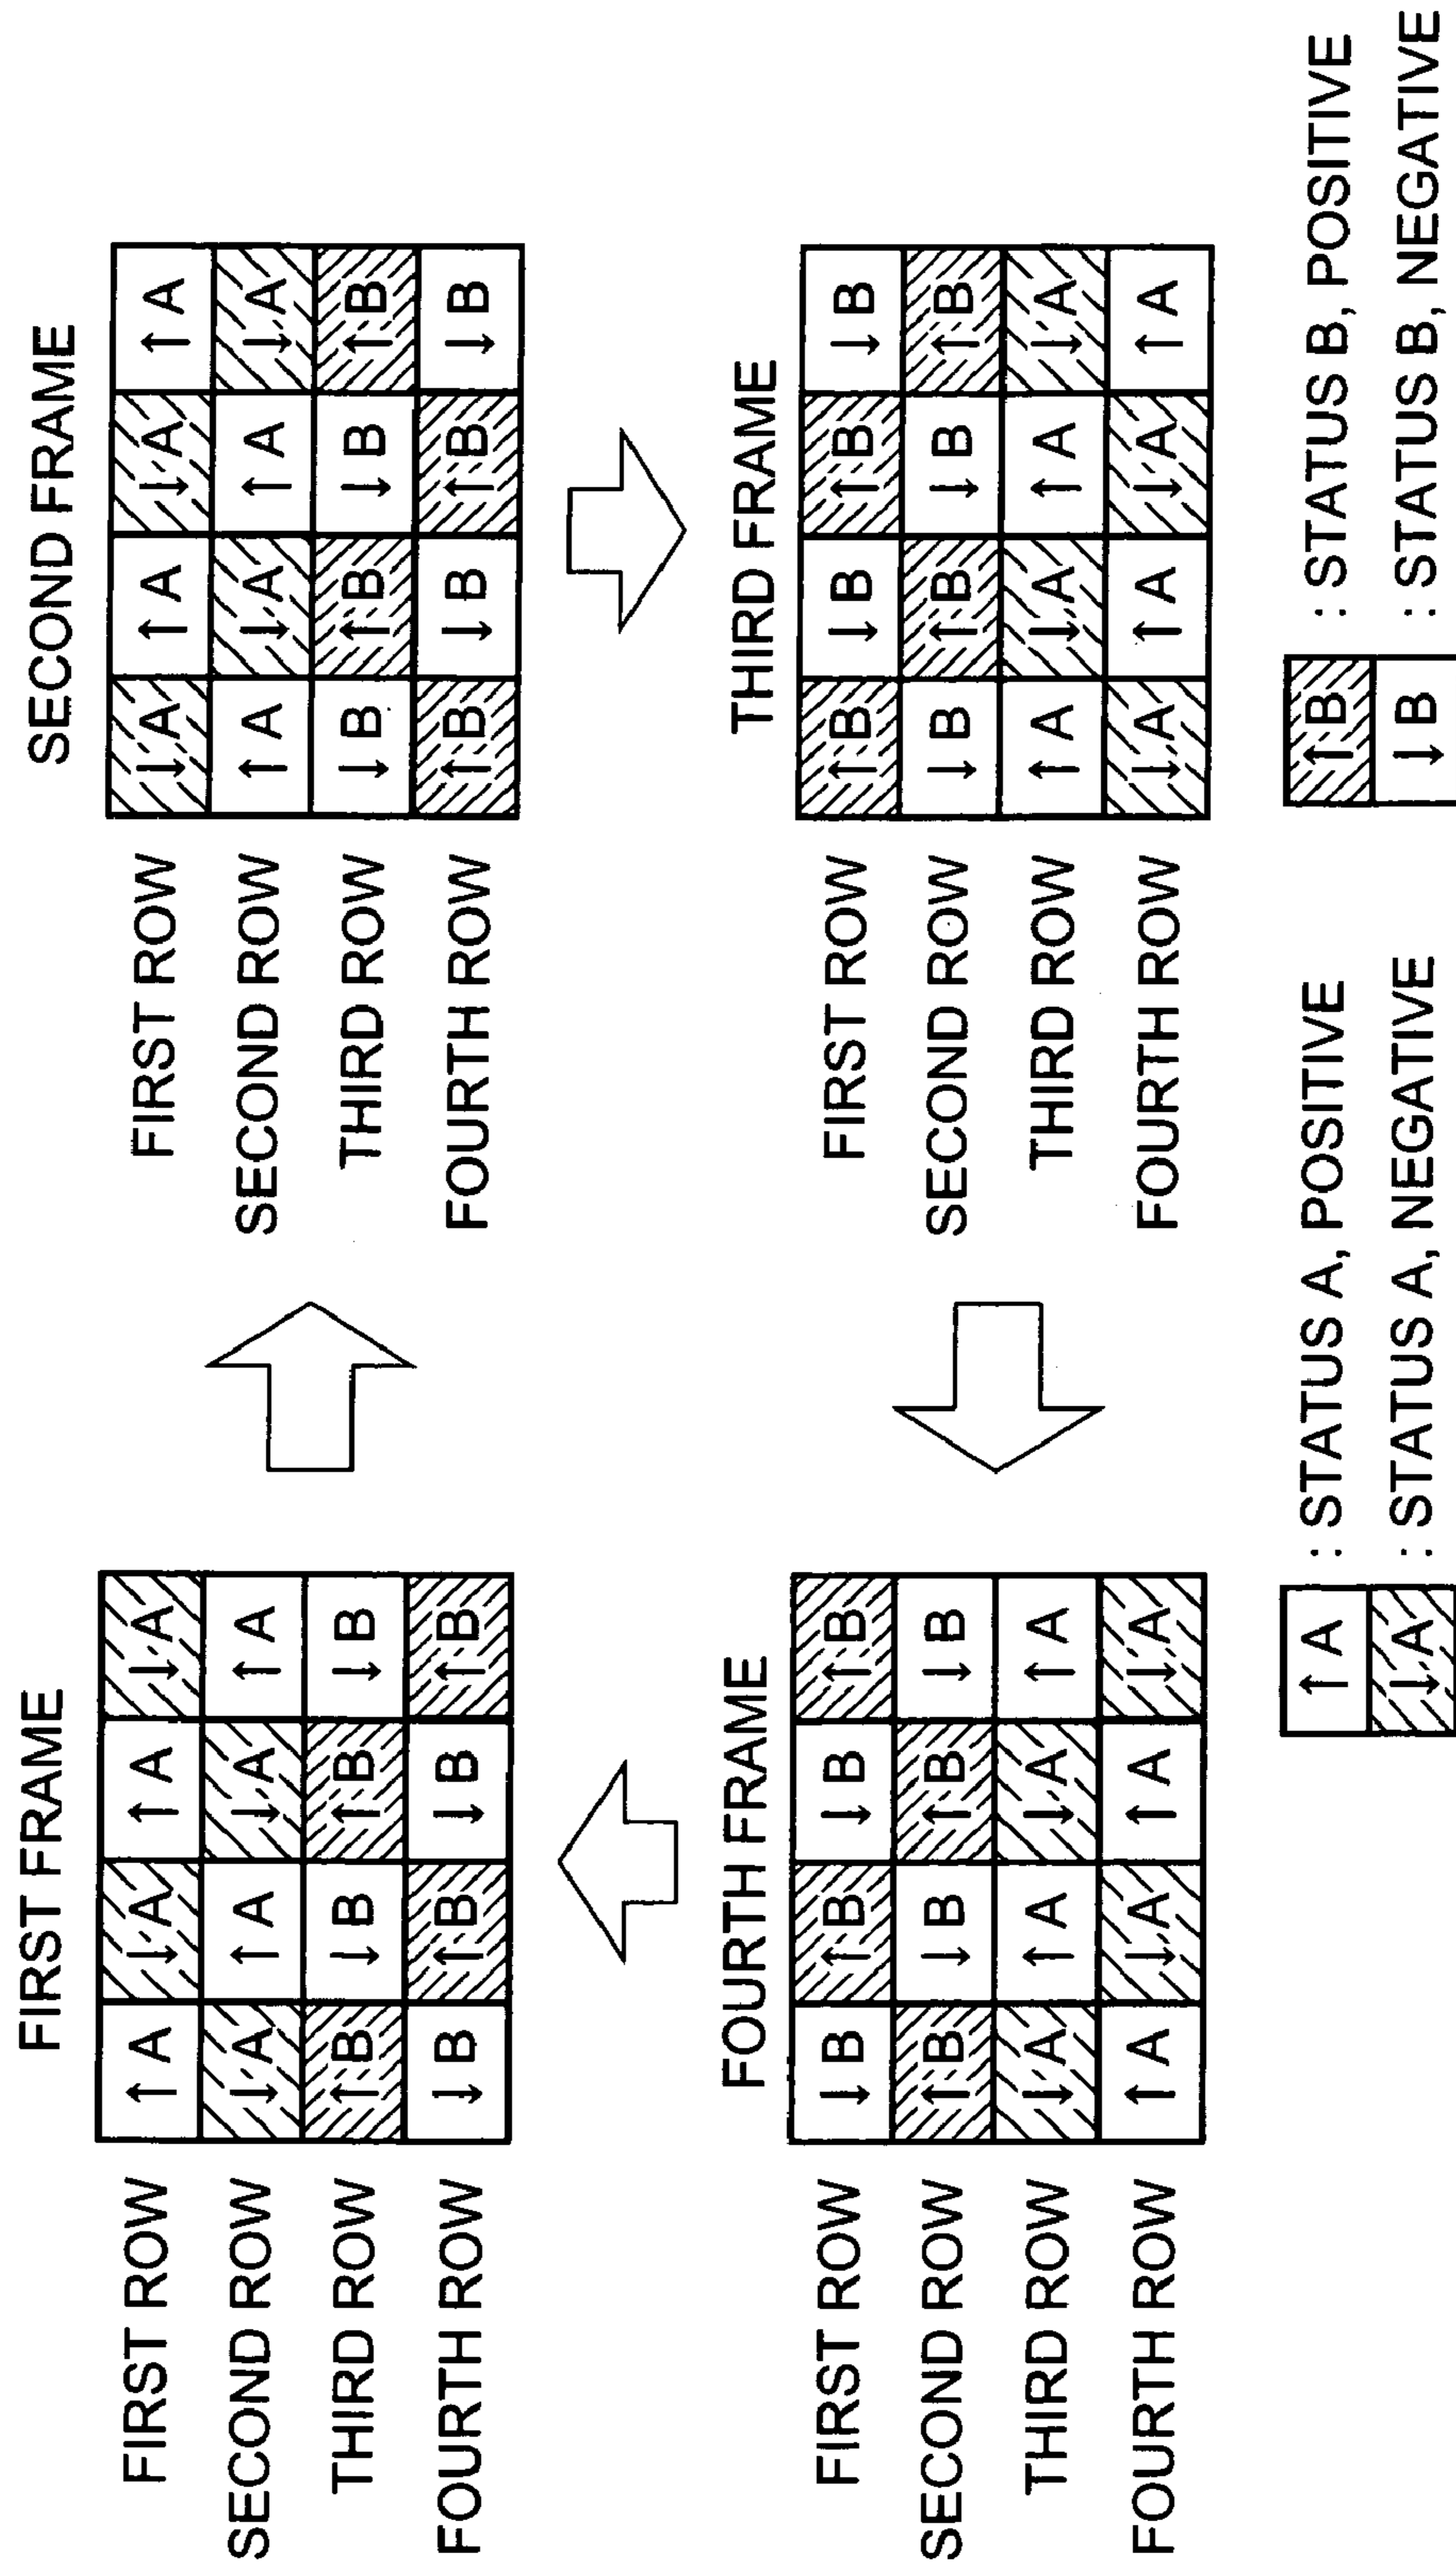 FIRST FRAME
FIRST ROW ↑A ↓A ↑A ↓A
SECOND ROW ↓A ↑A ↓A ↑A
THIRD ROW ↑B ↓B ↑B ↓B
FOURTH ROW ↓B ↑B ↓B ↑B
SECOND FRAME
FIRST ROW ↓A ↑A ↓A ↑A
SECOND ROW ↑A ↓A ↑A ↓A
THIRD ROW ↓B ↑B ↓B ↑B
FOURTH ROW ↑B ↓B ↑B ↓B
FOURTH FRAME
FIRST ROW ↓B ↑B ↓B ↑B
SECOND ROW ↑B ↓B ↑B ↓B
THIRD ROW ↓A ↑A ↓A ↑A
FOURTH ROW ↑A ↓A ↑A ↓A
THIRD FRAME
FIRST ROW ↑B ↓B ↑B ↓B
SECOND ROW ↓B ↑B ↓B ↑B
THIRD ROW ↑A ↓A ↑A ↓A
FOURTH ROW ↓A ↑A ↓A ↑A
↑A : STATUS A, POSITIVE
↓A : STATUS A, NEGATIVE
↑B : STATUS B, POSITIVE
↓B : STATUS B, NEGATIVE